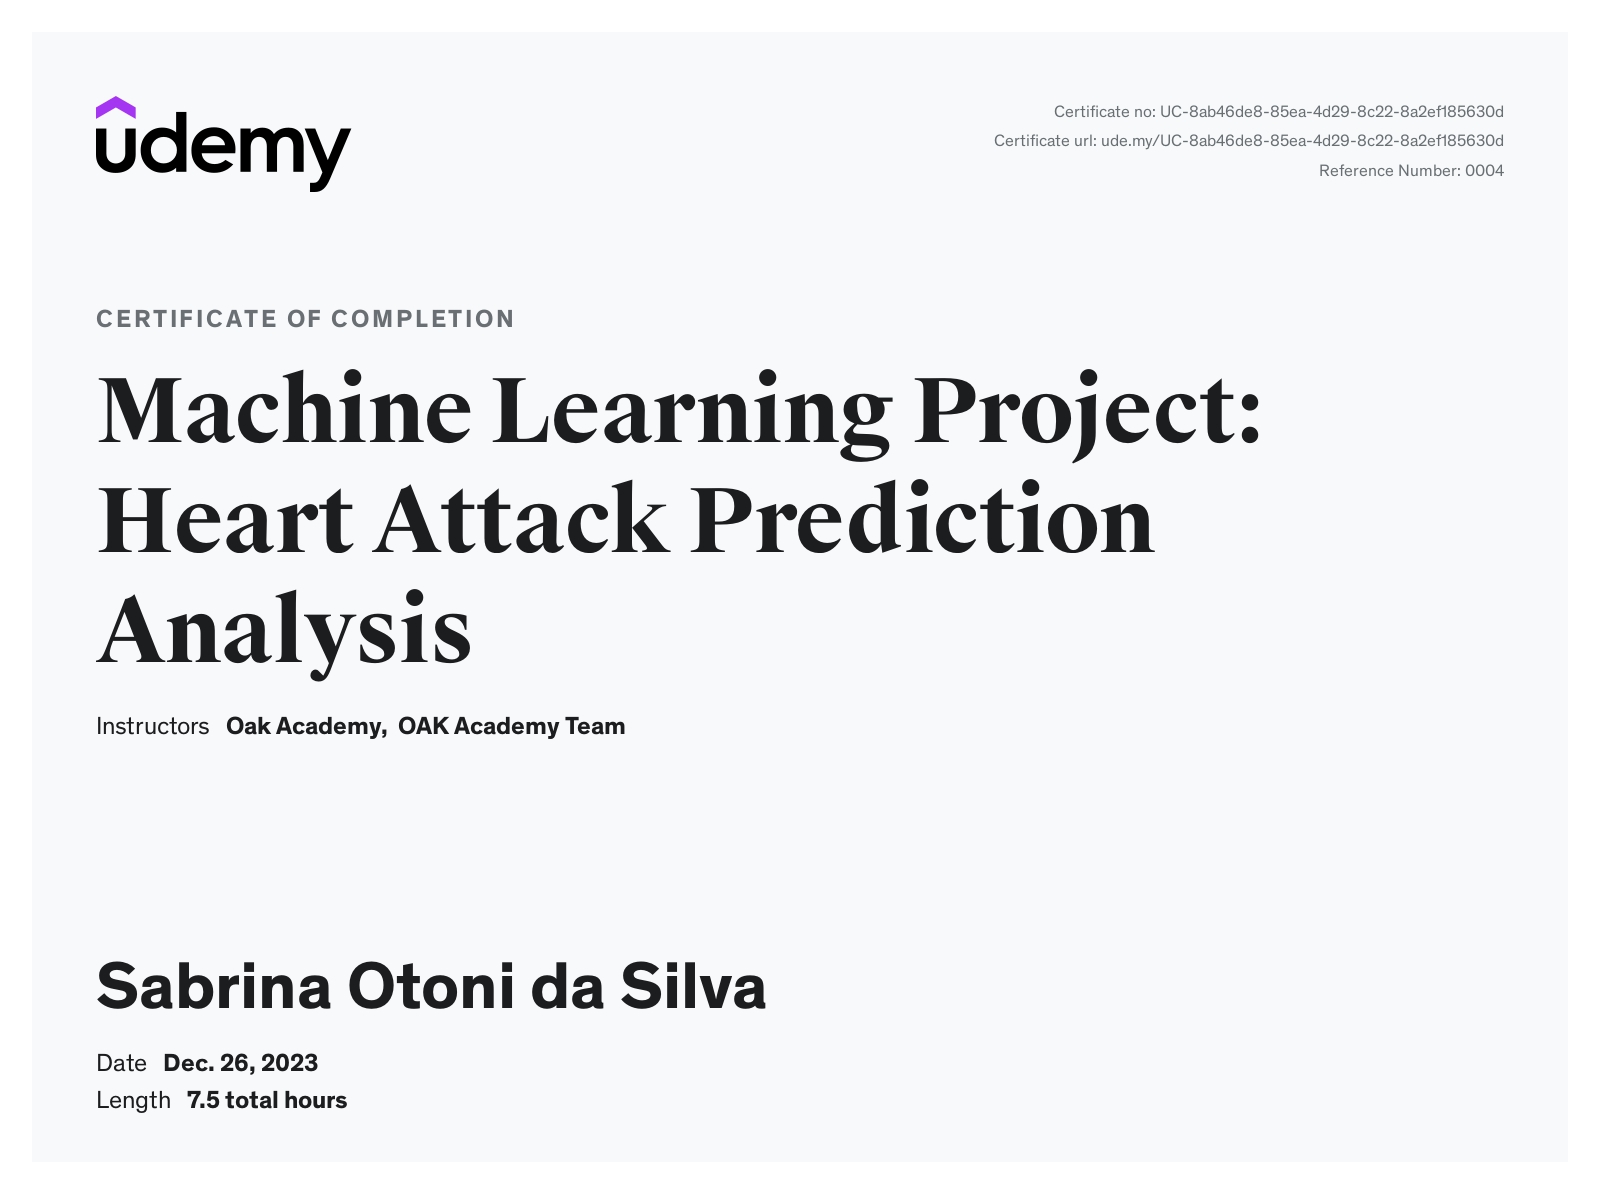 udemy
Certificate no: UC-8ab46de8-85ea-4d29-8c22-8a2ef185630d
Certificate url: ude.my/UC-8ab46de8-85ea-4d29-8c22-8a2ef185630d
Reference Number: 0004
CERTIFICATE OF COMPLETION
Machine Learning Project:
Heart Attack Prediction
Analysis
Instructors Oak Academy, OAK Academy Team
Sabrina Otoni da Silva
Date Dec. 26, 2023
Length 7.5 total hours